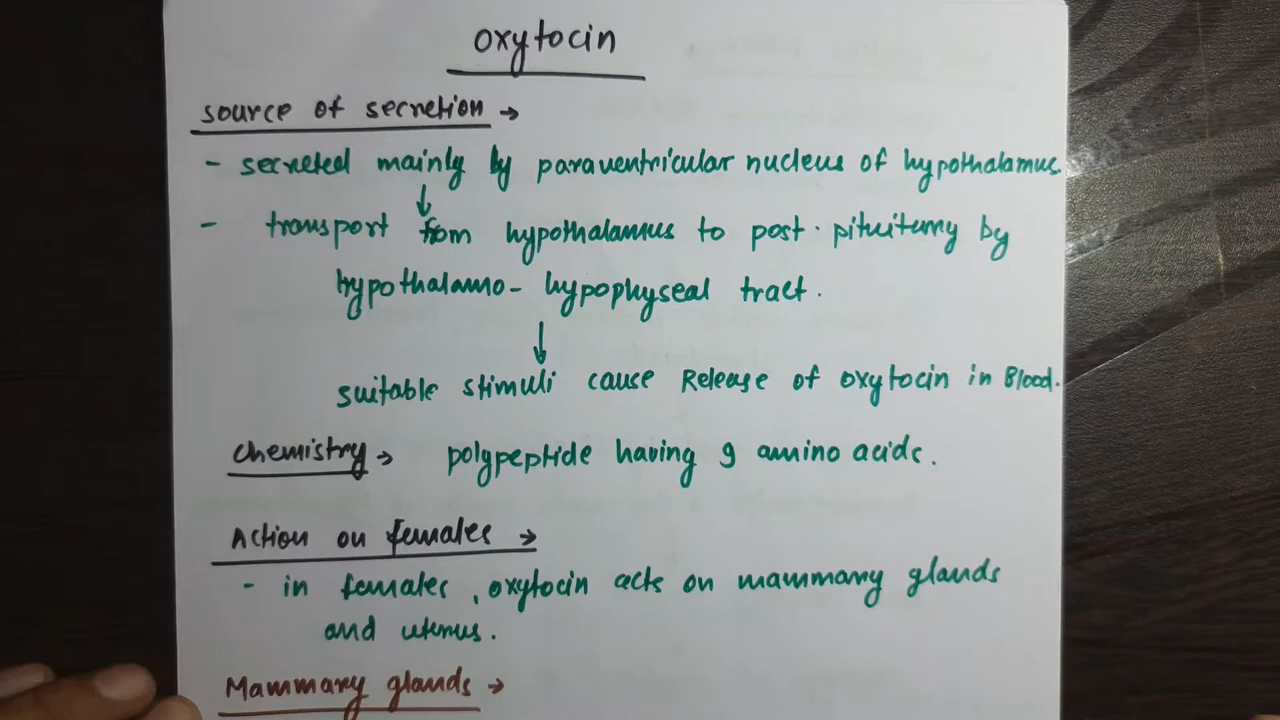 oxytocin
source of secretion →
- secreted mainly by paraventricular nucleus of hypothalamus.
↓
- transport from hypothalamus to post. pituitary by
hypothalamo - hypophyseal tract.
↓
suitable stimuli cause Release of oxytocin in Blood.
chemistry → polypeptide having 9 amino acids.
Action on females →
- in females, oxytocin acts on mammary glands
and uterus.
Mammary glands →